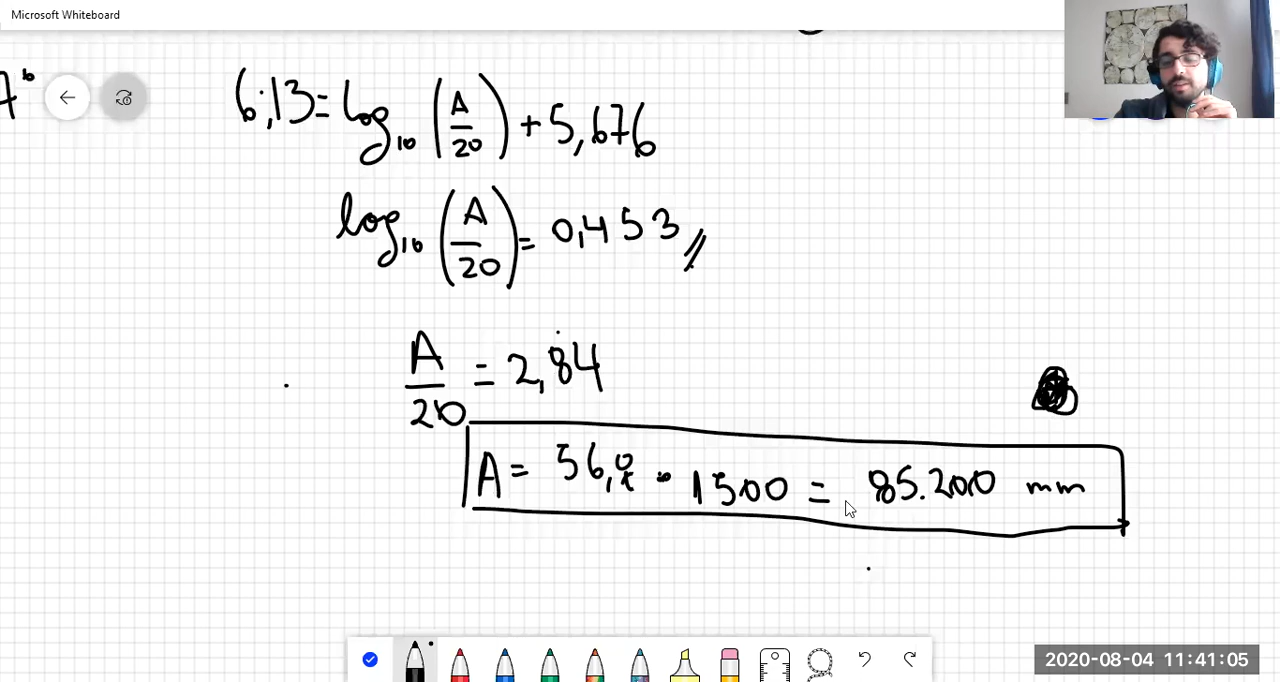 Microsoft Whiteboard
6,13 = log₁₀ (A/20) + 5,676
log₁₀ (A/20) = 0,453 //
A/20 = 2,84
A = 56,8 · 1500 = 85.200 mm
2020-08-04 11:41:05